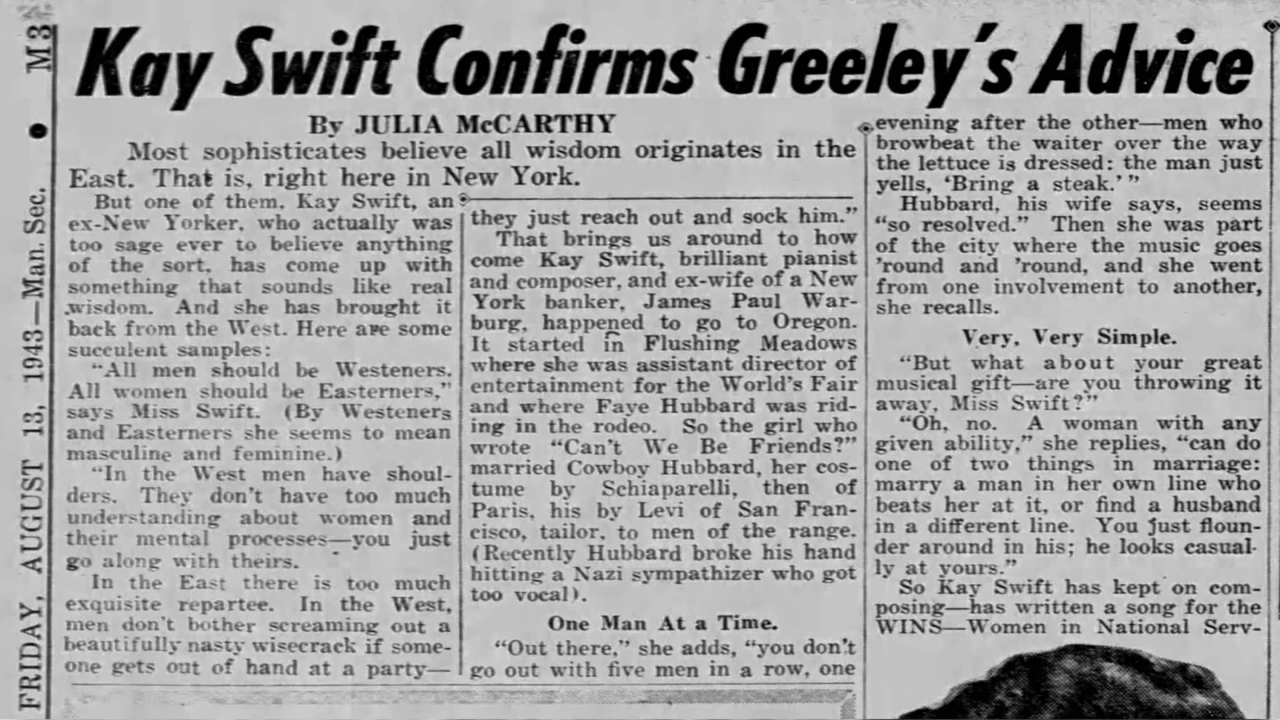 FRIDAY, AUGUST 13, 1943—Man. Sec. • M3
Kay Swift Confirms Greeley's Advice
By JULIA McCARTHY
Most sophisticates believe all wisdom originates in the
East. That is, right here in New York.
But one of them, Kay Swift, an
ex-New Yorker, who actually was
too sage ever to believe anything
of the sort, has come up with
something that sounds like real
wisdom. And she has brought it
back from the West. Here are some
succulent samples:
"All men should be Westeners.
All women should be Easterners,"
says Miss Swift. (By Westeners
and Easterners she seems to mean
masculine and feminine.)
"In the West men have shoul-
ders. They don't have too much
understanding about women and
their mental processes—you just
go along with theirs.
In the East there is too much
exquisite repartee. In the West,
men don't bother screaming out a
beautifully nasty wisecrack if some-
one gets out of hand at a party—
they just reach out and sock him."
That brings us around to how
come Kay Swift, brilliant pianist
and composer, and ex-wife of a New
York banker, James Paul War-
burg, happened to go to Oregon.
It started in Flushing Meadows
where she was assistant director of
entertainment for the World's Fair
and where Faye Hubbard was rid-
ing in the rodeo. So the girl who
wrote "Can't We Be Friends?"
married Cowboy Hubbard, her cos-
tume by Schiaparelli, then of
Paris, his by Levi of San Fran-
cisco, tailor, to men of the range.
(Recently Hubbard broke his hand
hitting a Nazi sympathizer who got
too vocal).
One Man At a Time.
"Out there," she adds, "you don't
go out with five men in a row, one
evening after the other—men who
browbeat the waiter over the way
the lettuce is dressed: the man just
yells, 'Bring a steak.'"
Hubbard, his wife says, seems
"so resolved." Then she was part
of the city where the music goes
'round and 'round, and she went
from one involvement to another,
she recalls.
Very, Very Simple.
"But what about your great
musical gift—are you throwing it
away, Miss Swift?"
"Oh, no. A woman with any
given ability," she replies, "can do
one of two things in marriage:
marry a man in her own line who
beats her at it, or find a husband
in a different line. You just floun-
der around in his; he looks casual-
ly at yours."
So Kay Swift has kept on com-
posing—has written a song for the
WINS—Women in National Serv-